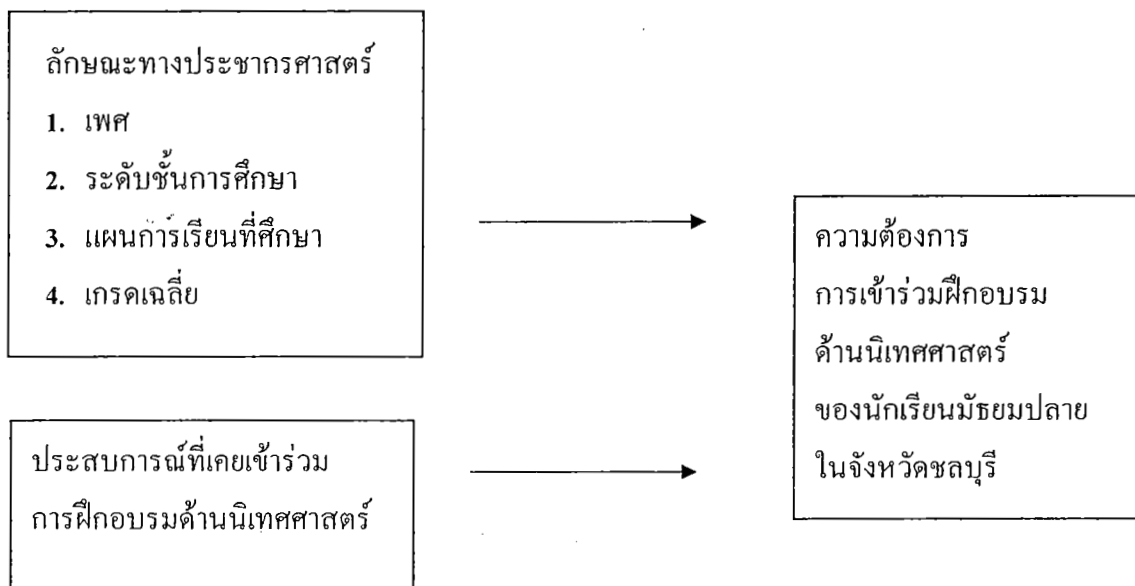 ลักษณะทางประชากรศาสตร์
1. เพศ
2. ระดับชั้นการศึกษา
3. แผนการเรียนที่ศึกษา
4. เกรดเฉลี่ย
ประสบการณ์ที่เคยเข้าร่วม
การฝึกอบรมด้านนิเทศศาสตร์
ความต้องการ
การเข้าร่วมฝึกอบรม
ด้านนิเทศศาสตร์
ของนักเรียนมัธยมปลาย
ในจังหวัดชลบุรี